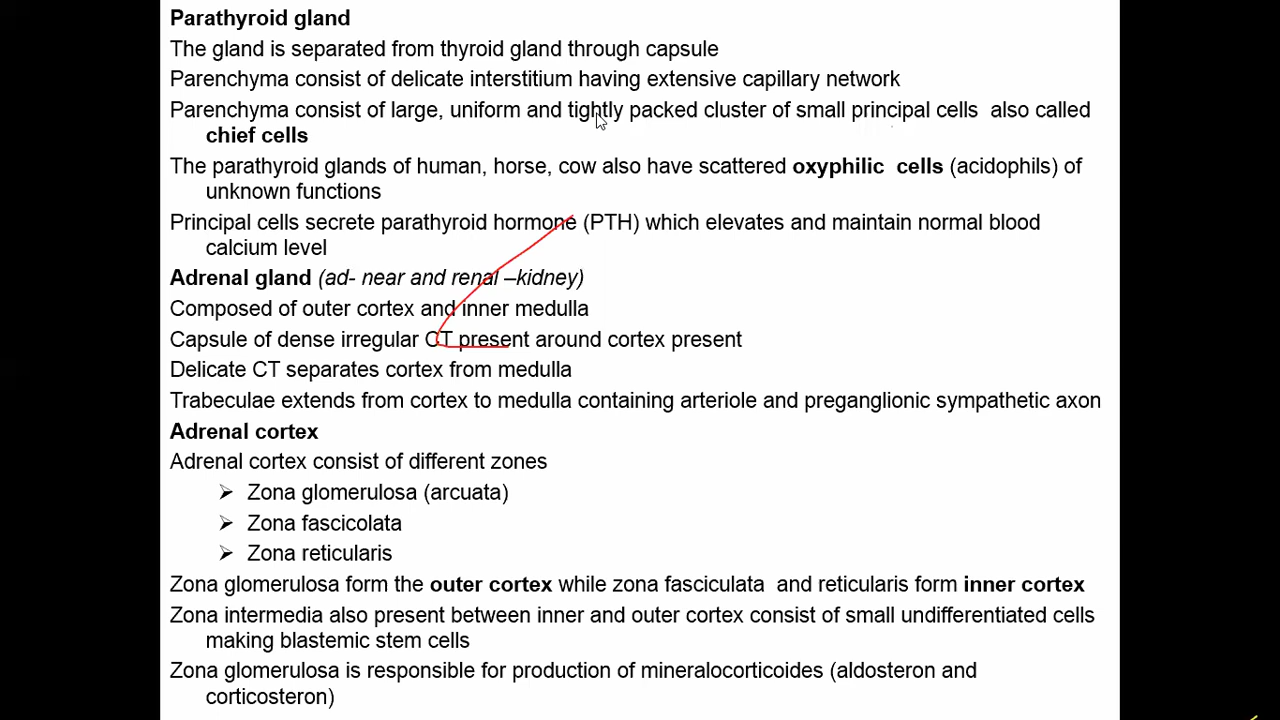 Parathyroid gland
The gland is separated from thyroid gland through capsule
Parenchyma consist of delicate interstitium having extensive capillary network
Parenchyma consist of large, uniform and tightly packed cluster of small principal cells also called
chief cells
The parathyroid glands of human, horse, cow also have scattered oxyphilic cells (acidophils) of
unknown functions
Principal cells secrete parathyroid hormone (PTH) which elevates and maintain normal blood
calcium level
Adrenal gland (ad- near and renal –kidney)
Composed of outer cortex and inner medulla
Capsule of dense irregular CT present around cortex present
Delicate CT separates cortex from medulla
Trabeculae extends from cortex to medulla containing arteriole and preganglionic sympathetic axon
Adrenal cortex
Adrenal cortex consist of different zones
➢ Zona glomerulosa (arcuata)
➢ Zona fascicolata
➢ Zona reticularis
Zona glomerulosa form the outer cortex while zona fasciculata and reticularis form inner cortex
Zona intermedia also present between inner and outer cortex consist of small undifferentiated cells
making blastemic stem cells
Zona glomerulosa is responsible for production of mineralocorticoides (aldosteron and
corticosteron)